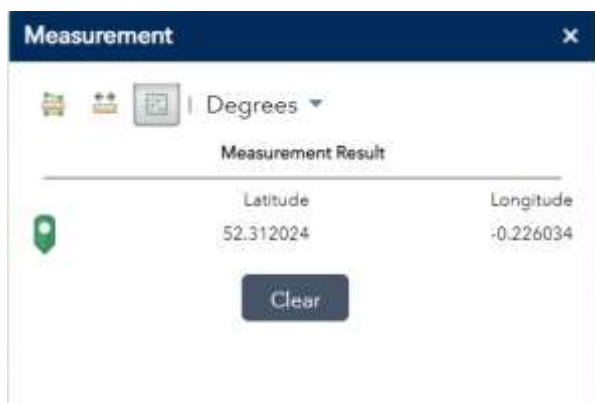 Measurement ×
Degrees
Measurement Result
Latitude Longitude
52.312024 -0.226034
Clear